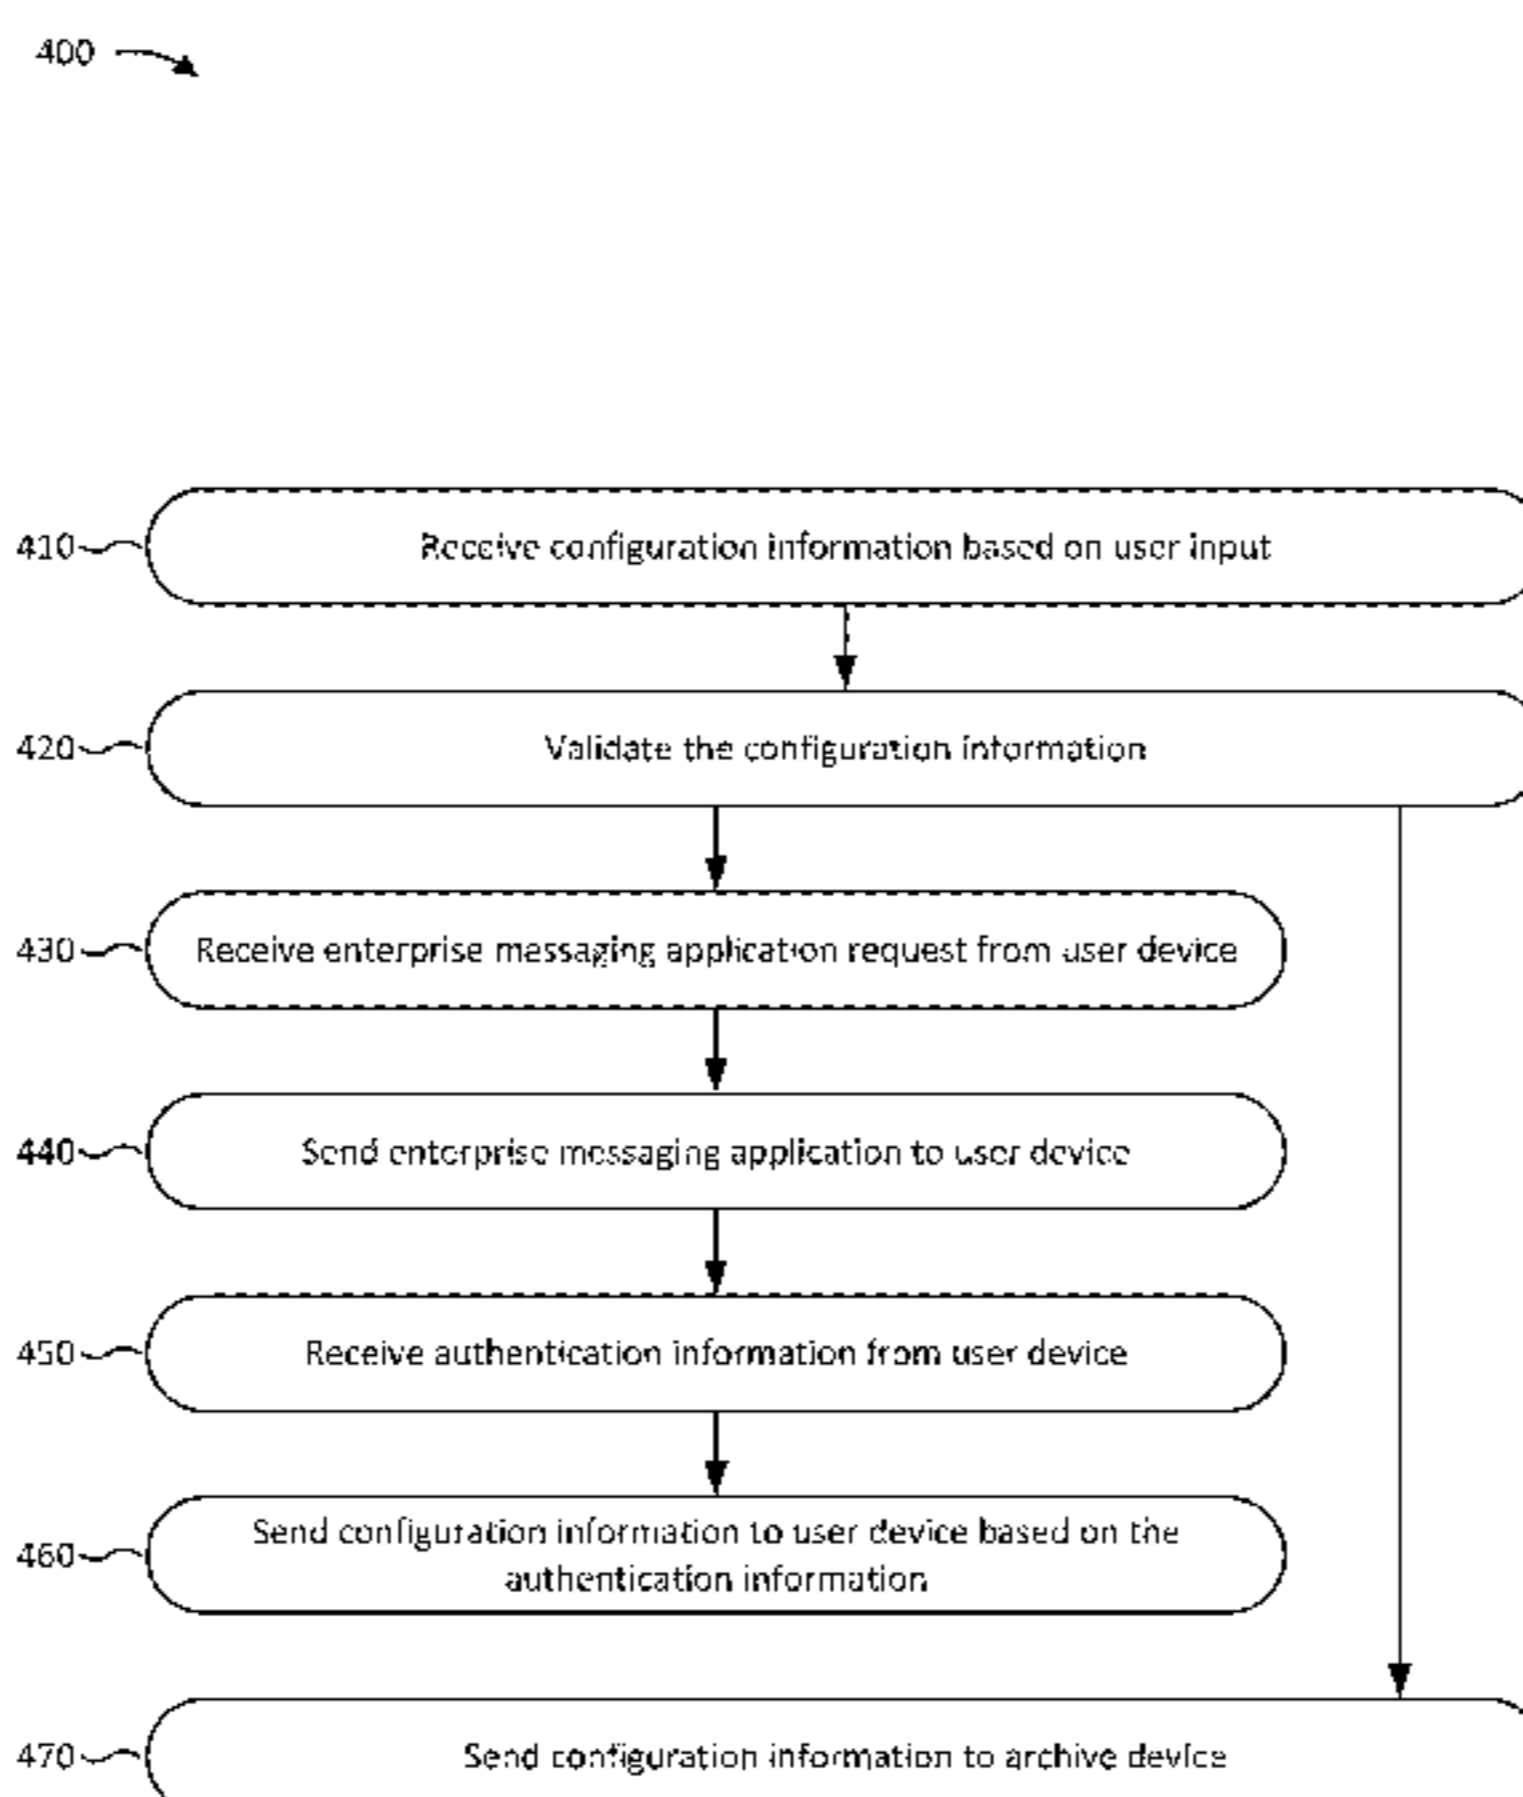 400
410 Receive configuration information based on user input
420 Validate the configuration information
430 Receive enterprise messaging application request from user device
440 Send enterprise messaging application to user device
450 Receive authentication information from user device
460 Send configuration information to user device based on the
authentication information
470 Send configuration information to archive device